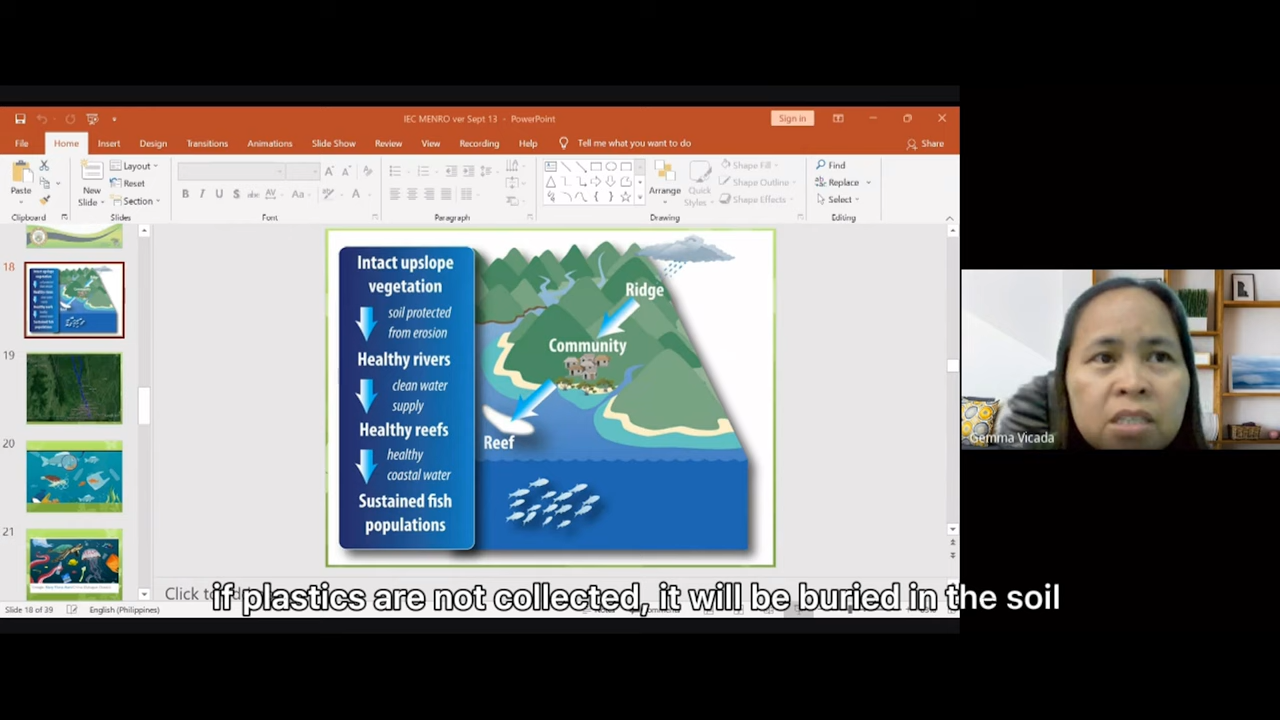 IEC MENRO ver Sept 13 - PowerPoint
Sign in
File Home Insert Design Transitions Animations Slide Show Review View Recording Help Tell me what you want to do
Share
Paste
New
Slide
Layout
Reset
Section
B I U S abc AV Aa A
Arrange
Quick
Styles
Shape Fill
Shape Outline
Shape Effects
Find
Replace
Select
Clipboard Slides Font Paragraph Drawing Editing
18
19
20
21
Intact upslope
vegetation
soil protected
from erosion
Healthy rivers
clean water
supply
Healthy reefs
healthy
coastal water
Sustained fish
populations
Ridge
Community
Reef
Gemma Vicada
Click to
if plastics are not collected, it will be buried in the soil
Slide 18 of 39 English (Philippines)